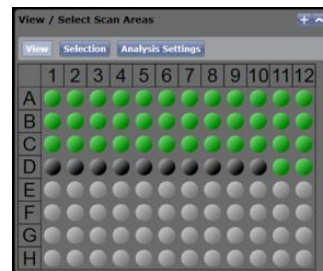 View / Select Scan Areas
View Selection Analysis Settings
1 2 3 4 5 6 7 8 9 10 11 12
A
B
C
D
E
F
G
H